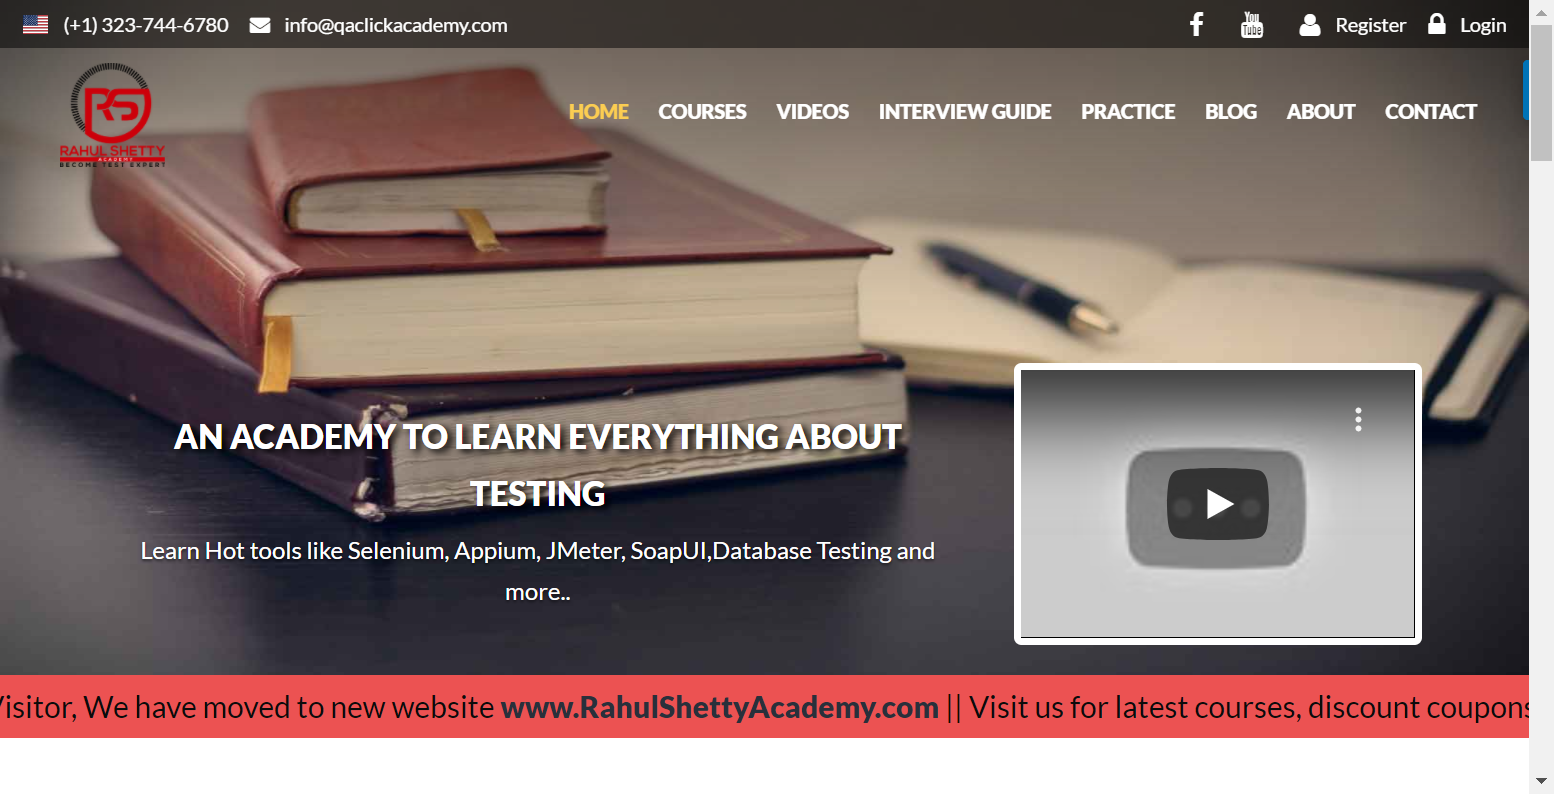 (+1) 323-744-6780 info@qaclickacademy.com You Tube Register Login
RS
RAHUL SHETTY
ACADEMY
BECOME TEST EXPERT
HOME COURSES VIDEOS INTERVIEW GUIDE PRACTICE BLOG ABOUT CONTACT
AN ACADEMY TO LEARN EVERYTHING ABOUT
TESTING
Learn Hot tools like Selenium, Appium, JMeter, SoapUI,Database Testing and
more..
Visitor, We have moved to new website www.RahulShettyAcademy.com || Visit us for latest courses, discount coupons